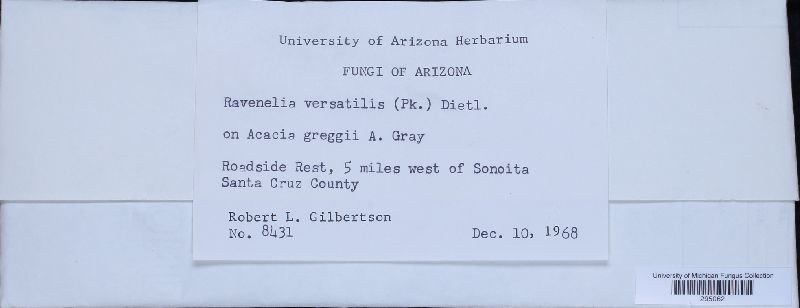 University of Arizona Herbarium
FUNGI OF ARIZONA
Ravenelia versatilis (Pk.) Dietl.
on Acacia greggii A. Gray
Roadside Rest, 5 miles west of Sonoita
Santa Cruz County
Robert L. Gilbertson
No. 8431 Dec. 10, 1968
University of Michigan Fungus Collection
295062